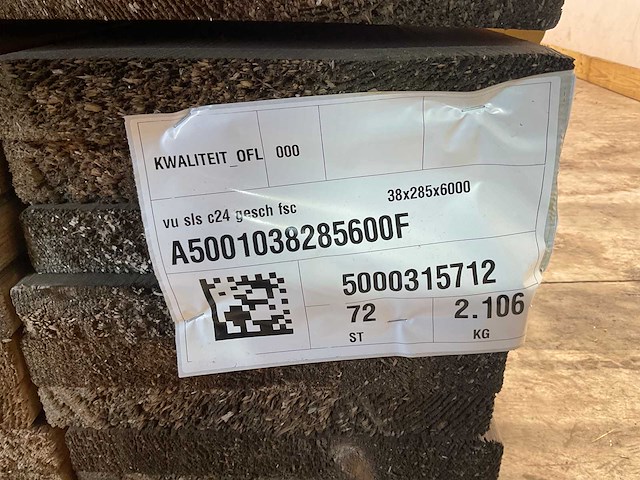 KWALITEIT_OFL 000
vu sls c24 gesch fsc 38x285x6000
A5001038285600F
5000315712
72 2.106
ST KG